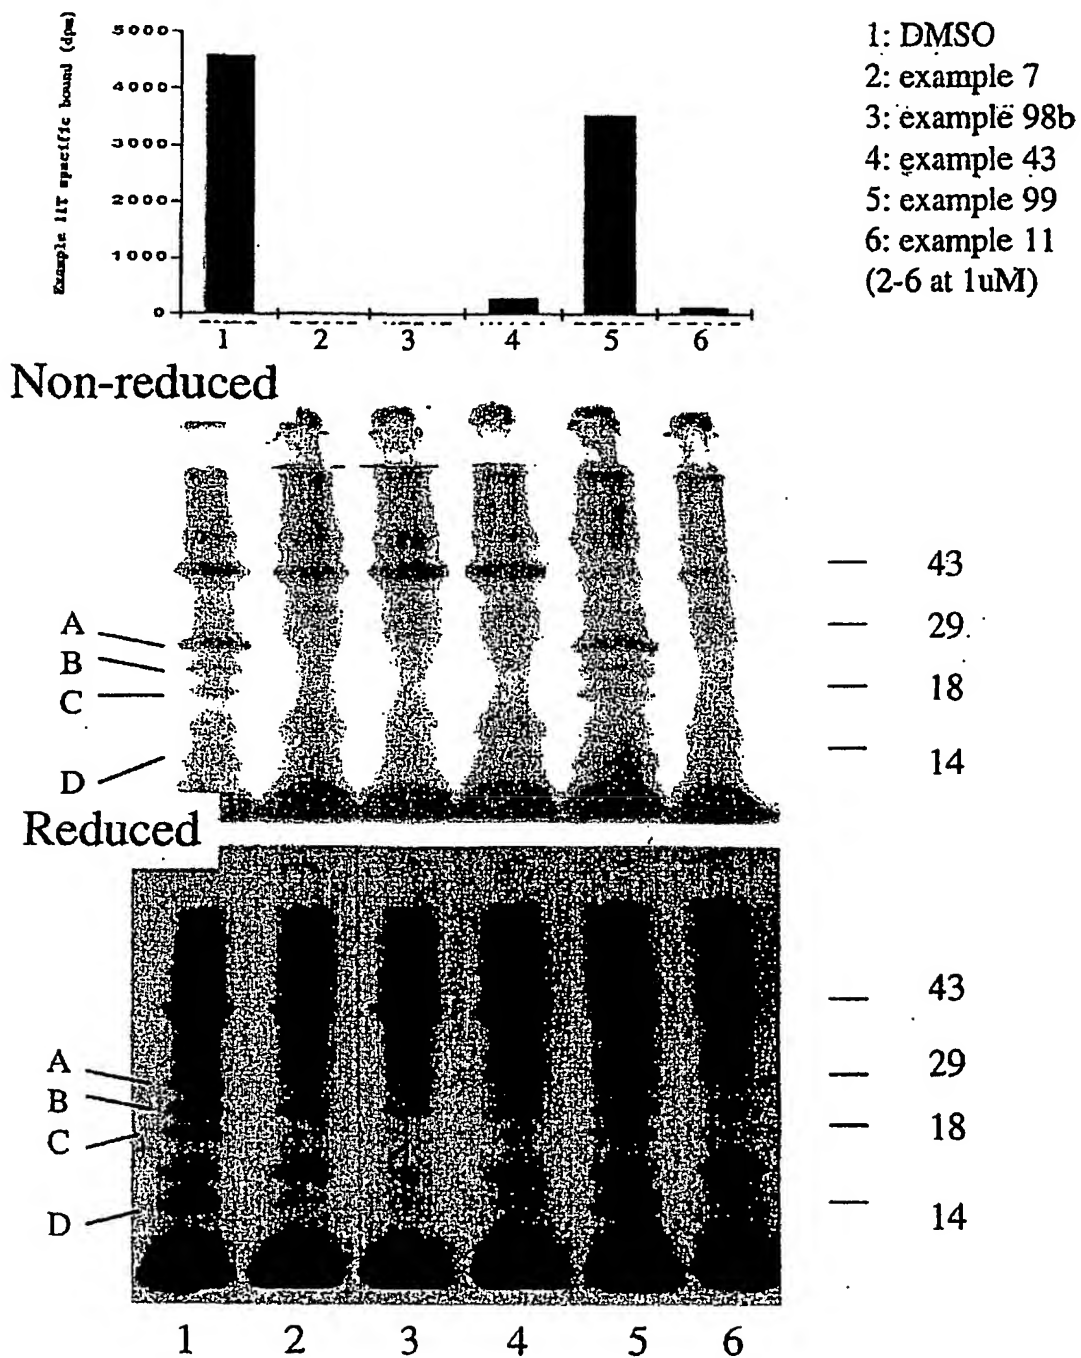 Example 11T specific bound (dpm)
5000
4000
3000
2000
1000
0
1 2 3 4 5 6
1: DMSO
2: example 7
3: example 98b
4: example 43
5: example 99
6: example 11
(2-6 at 1uM)
Non-reduced
A
B
C
D
43
29
18
14
Reduced
A
B
C
D
43
29
18
14
1 2 3 4 5 6